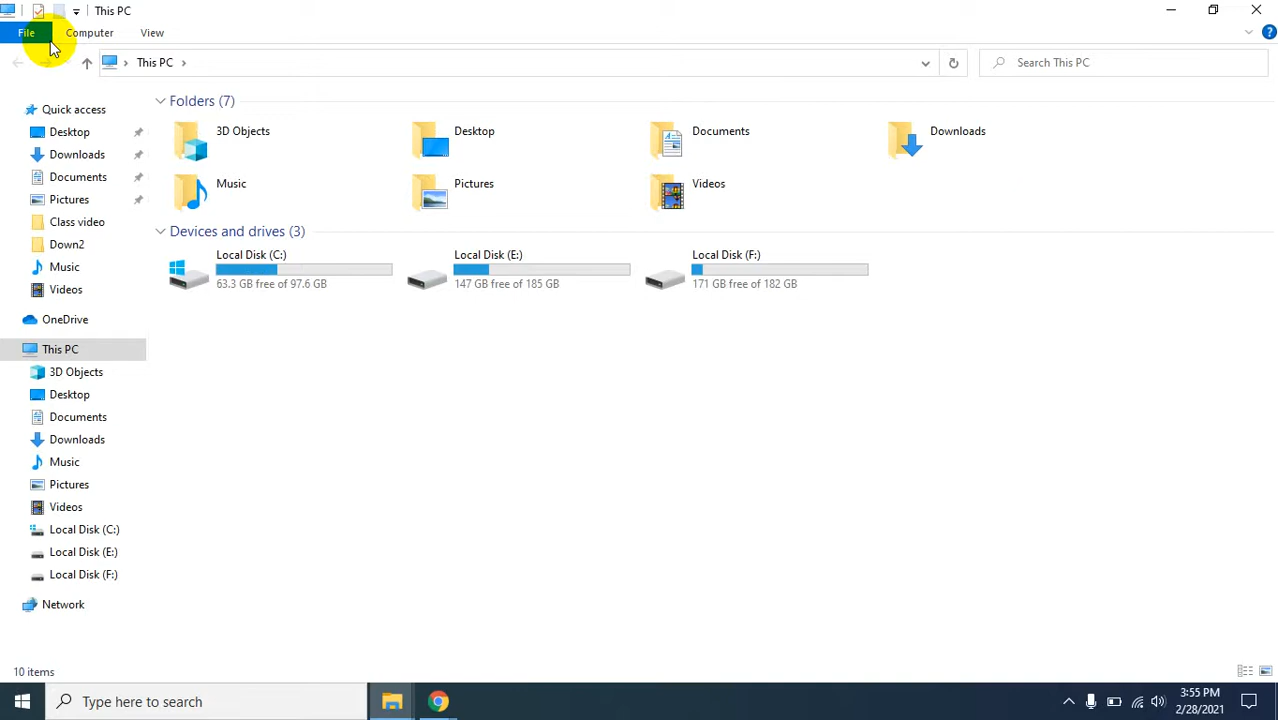 This PC
File Computer View
This PC
Search This PC
Quick access
Desktop
Downloads
Documents
Pictures
Class video
Down2
Music
Videos
OneDrive
This PC
3D Objects
Desktop
Documents
Downloads
Music
Pictures
Videos
Local Disk (C:)
Local Disk (E:)
Local Disk (F:)
Network
Folders (7)
3D Objects Desktop Documents Downloads
Music Pictures Videos
Devices and drives (3)
Local Disk (C:) Local Disk (E:) Local Disk (F:)
63.3 GB free of 97.6 GB 147 GB free of 185 GB 171 GB free of 182 GB
10 items
Type here to search
3:55 PM
2/28/2021